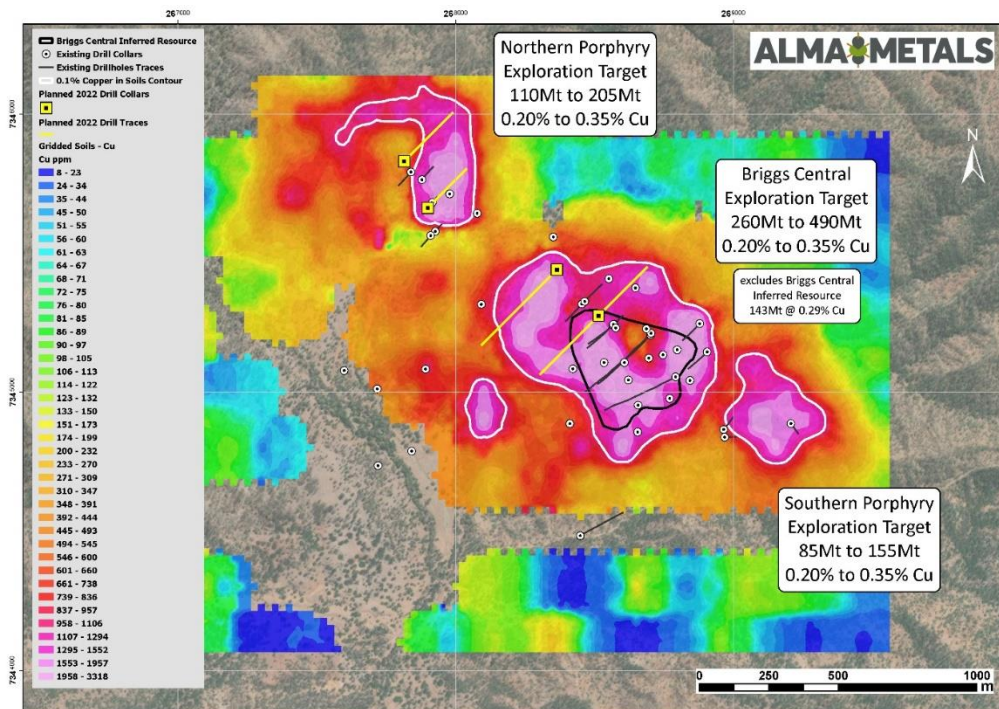 267000
268000
269000
Briggs Central Inferred Resource
Existing Drill Collars
Existing Drillholes Traces
0.1% Copper in Soils Contour
Planned 2022 Drill Collars
Planned 2022 Drill Traces
Gridded Soils - Cu
Cu ppm
8 - 23
24 - 34
35 - 44
45 - 50
51 - 55
56 - 60
61 - 63
64 - 67
68 - 71
72 - 75
76 - 80
81 - 85
86 - 89
90 - 97
98 - 105
106 - 113
114 - 122
123 - 132
133 - 150
151 - 173
174 - 199
200 - 232
233 - 270
271 - 309
310 - 347
348 - 391
392 - 444
445 - 493
494 - 545
546 - 600
601 - 660
661 - 738
739 - 836
837 - 957
958 - 1106
1107 - 1294
1295 - 1552
1553 - 1957
1958 - 3318
Northern Porphyry
Exploration Target
110Mt to 205Mt
0.20% to 0.35% Cu
ALMA METALS
N
Briggs Central
Exploration Target
260Mt to 490Mt
0.20% to 0.35% Cu
excludes Briggs Central
Inferred Resource
143Mt @ 0.29% Cu
Southern Porphyry
Exploration Target
85Mt to 155Mt
0.20% to 0.35% Cu
7346000
7345000
7344000
0 250 500 1000
m